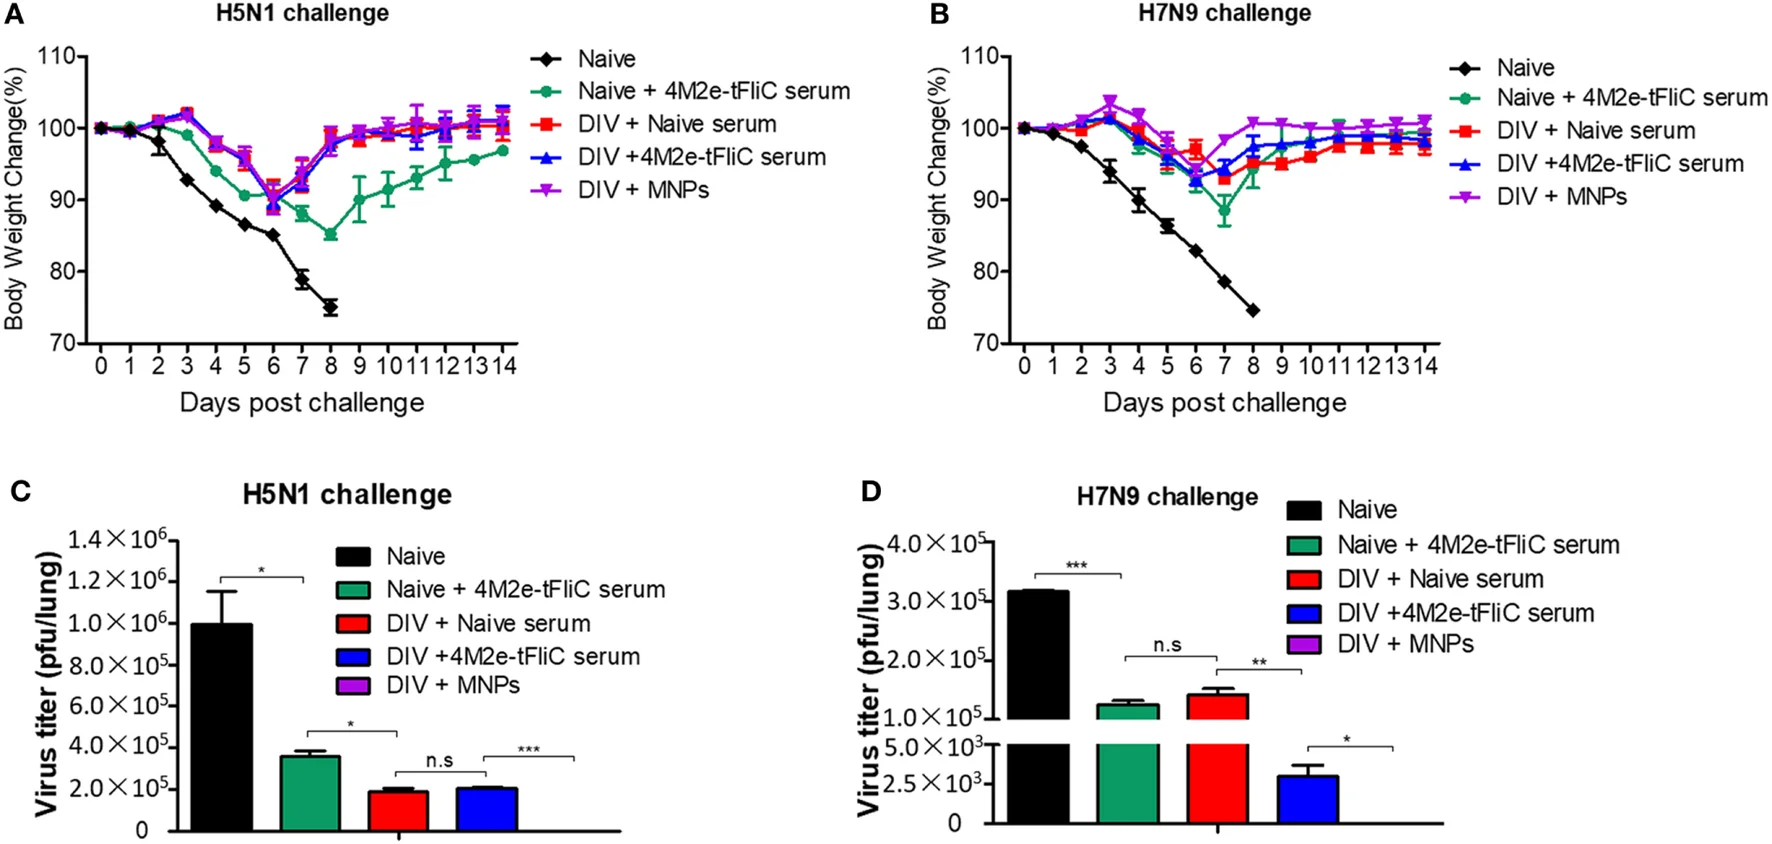 A
H5N1 challenge
110
100
90
80
70
Body Weight Change(%)
0 1 2 3 4 5 6 7 8 9 10 11 12 13 14
Days post challenge
Naive
Naive + 4M2e-tFliC serum
DIV + Naive serum
DIV +4M2e-tFliC serum
DIV + MNPs
B
H7N9 challenge
110
100
90
80
70
Body Weight Change(%)
0 1 2 3 4 5 6 7 8 9 10 11 12 13 14
Days post challenge
Naive
Naive + 4M2e-tFliC serum
DIV + Naive serum
DIV +4M2e-tFliC serum
DIV + MNPs
C
H5N1 challenge
1.4×10⁶
1.2×10⁶
1.0×10⁶
8.0×10⁵
6.0×10⁵
4.0×10⁵
2.0×10⁵
0
Virus titer (pfu/lung)
*
*
n.s
***
Naive
Naive + 4M2e-tFliC serum
DIV + Naive serum
DIV +4M2e-tFliC serum
DIV + MNPs
D
H7N9 challenge
4.0×10⁵
3.0×10⁵
2.0×10⁵
1.0×10⁵
5.0×10³
2.5×10³
0
Virus titer (pfu/lung)
***
n.s
**
*
Naive
Naive + 4M2e-tFliC serum
DIV + Naive serum
DIV +4M2e-tFliC serum
DIV + MNPs